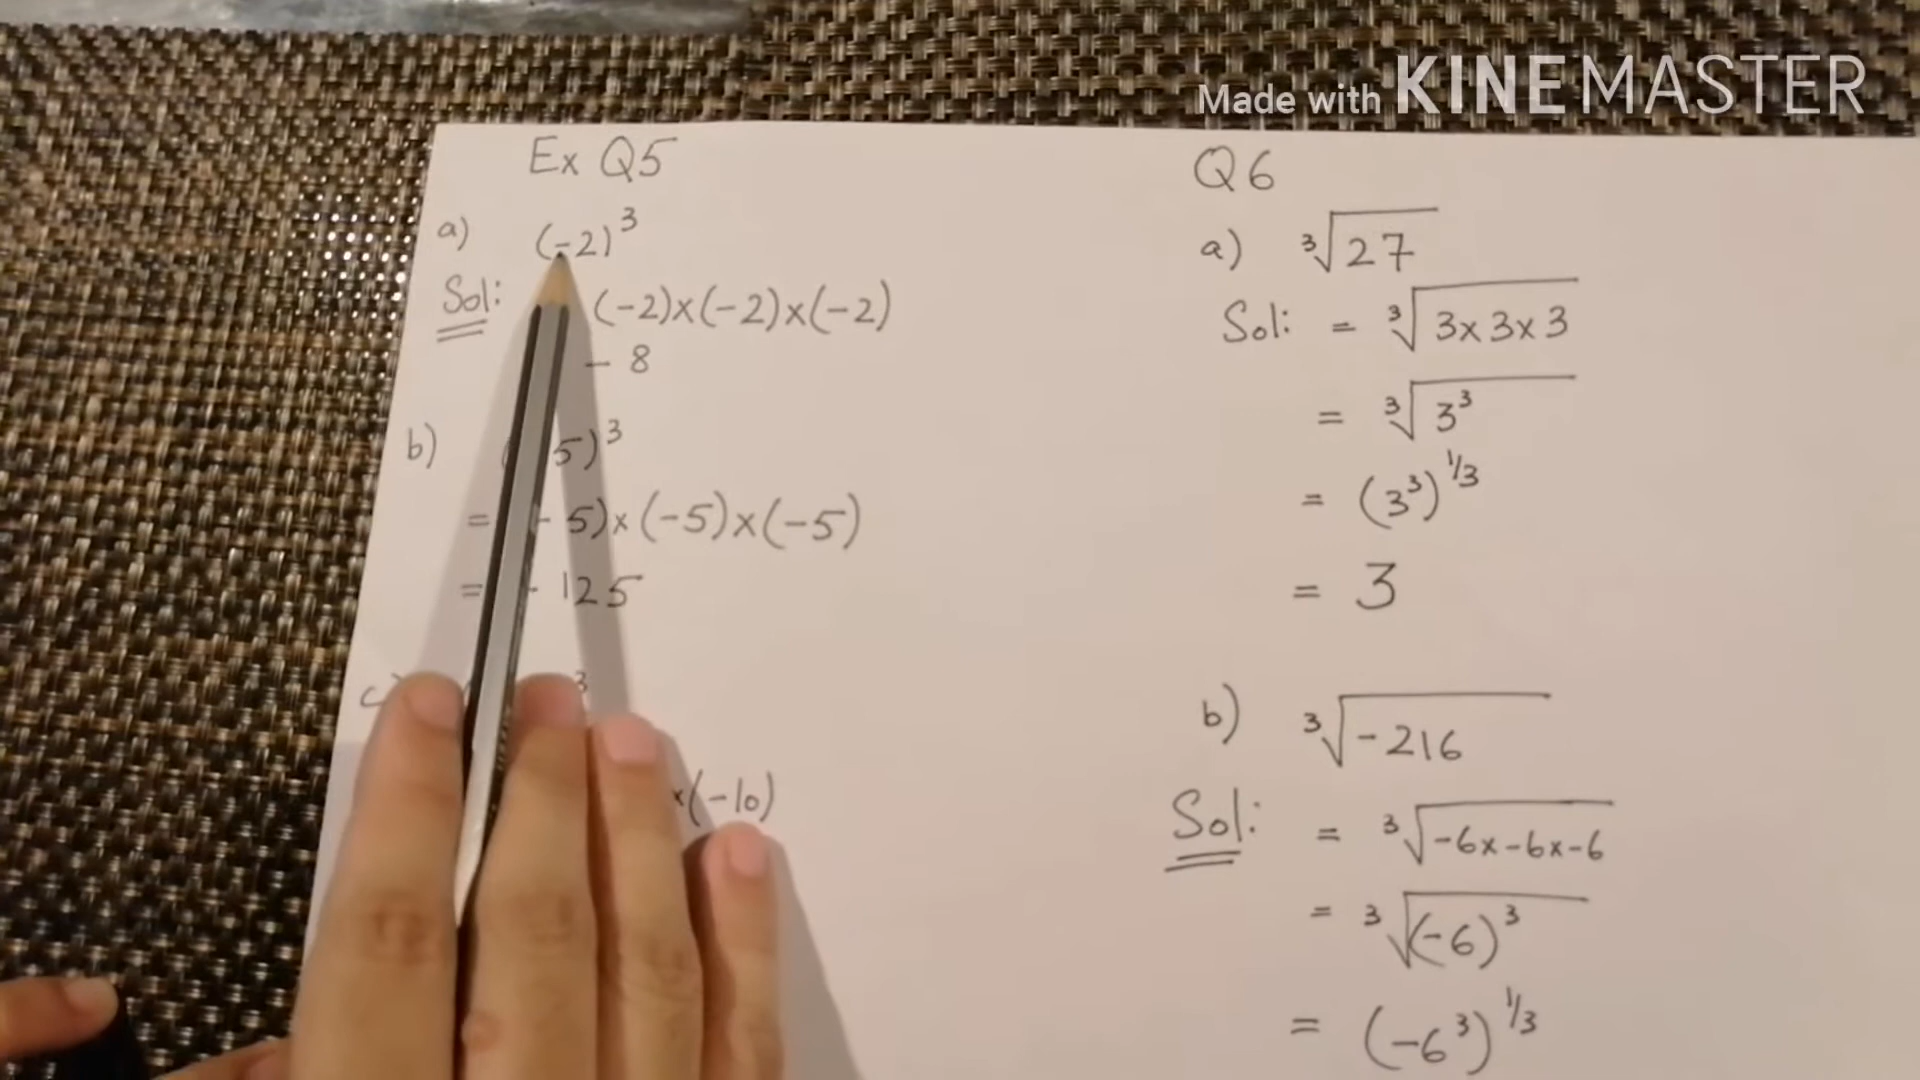 Made with KINEMASTER
Ex Q5
a) (-2)³
Sol: (-2)x(-2)x(-2)
- 8
b) 5)³
= - 5)x(-5)x(-5)
= - 125
c) ³
x(-10)
Q6
a) ³√27
Sol: = ³√3x3x3
= ³√3³
= (3³)^1/3
= 3
b) ³√-216
Sol: = ³√-6x-6x-6
= ³√(-6)³
= (-6³)^1/3